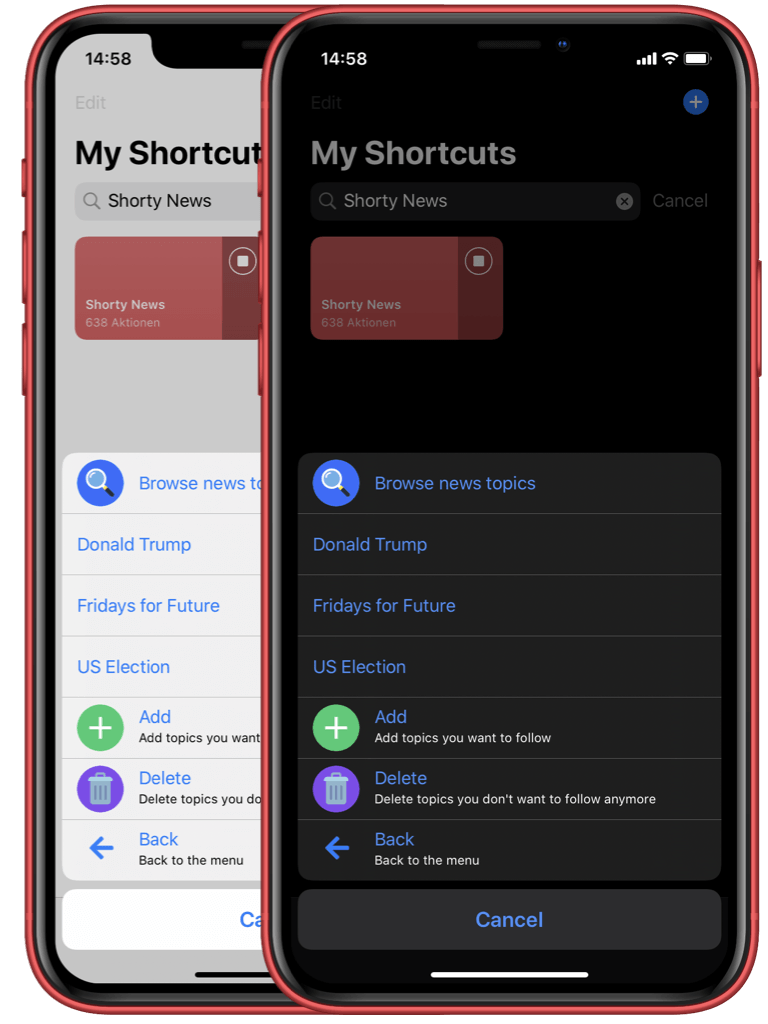 14:58
Edit
My Shortcut
Shorty News
Shorty News
638 Aktionen
Browse news to
Donald Trump
Fridays for Future
US Election
Add
Add topics you want
Delete
Delete topics you do
Back
Back to the menu
Ca
14:58
Edit
My Shortcuts
Shorty News
Cancel
Shorty News
638 Aktionen
Browse news topics
Donald Trump
Fridays for Future
US Election
Add
Add topics you want to follow
Delete
Delete topics you don't want to follow anymore
Back
Back to the menu
Cancel